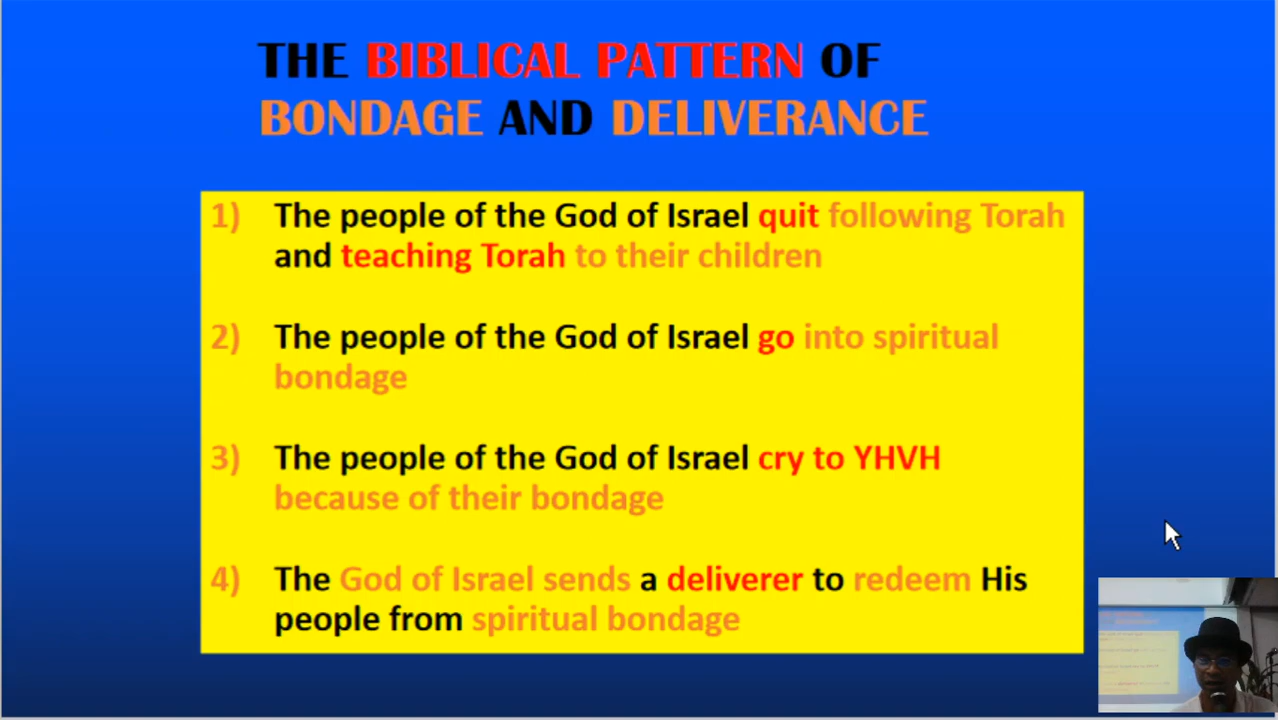 THE BIBLICAL PATTERN OF
BONDAGE AND DELIVERANCE
1) The people of the God of Israel quit following Torah
and teaching Torah to their children
2) The people of the God of Israel go into spiritual
bondage
3) The people of the God of Israel cry to YHVH
because of their bondage
4) The God of Israel sends a deliverer to redeem His
people from spiritual bondage